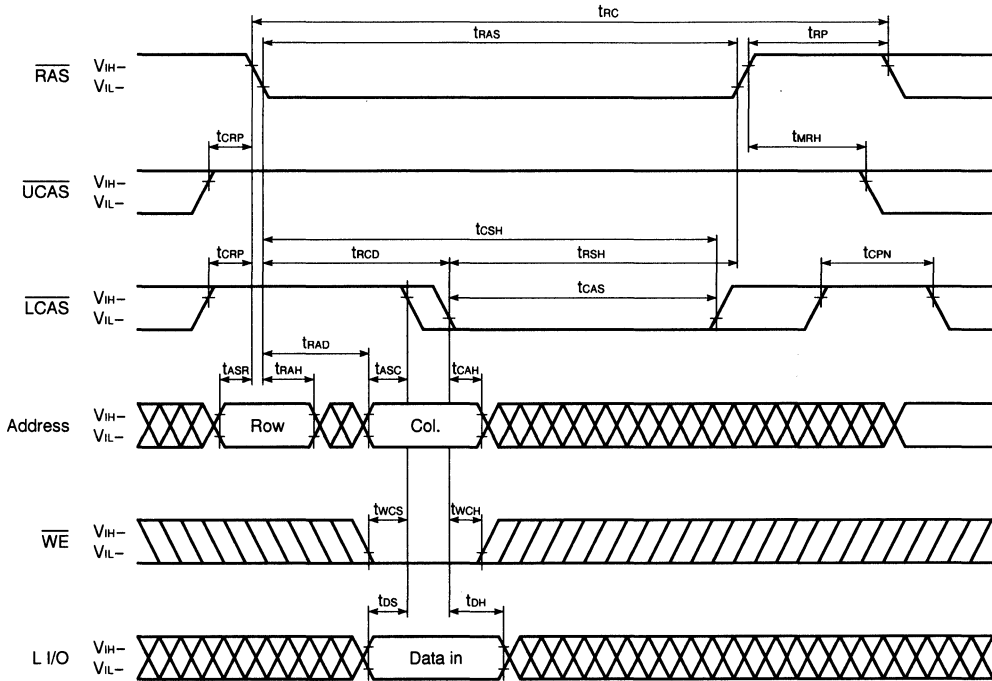 tRC
tRAS
tRP
RAS
VIH–
VIL–
tCRP
tMRH
UCAS
VIH–
VIL–
tCSH
tCRP
tRCD
tRSH
tCPN
LCAS
VIH–
VIL–
tCAS
tRAD
tASR
tRAH
tASC
tCAH
Address
VIH–
VIL–
Row
Col.
tWCS
tWCH
WE
VIH–
VIL–
tDS
tDH
L I/O
VIH–
VIL–
Data in